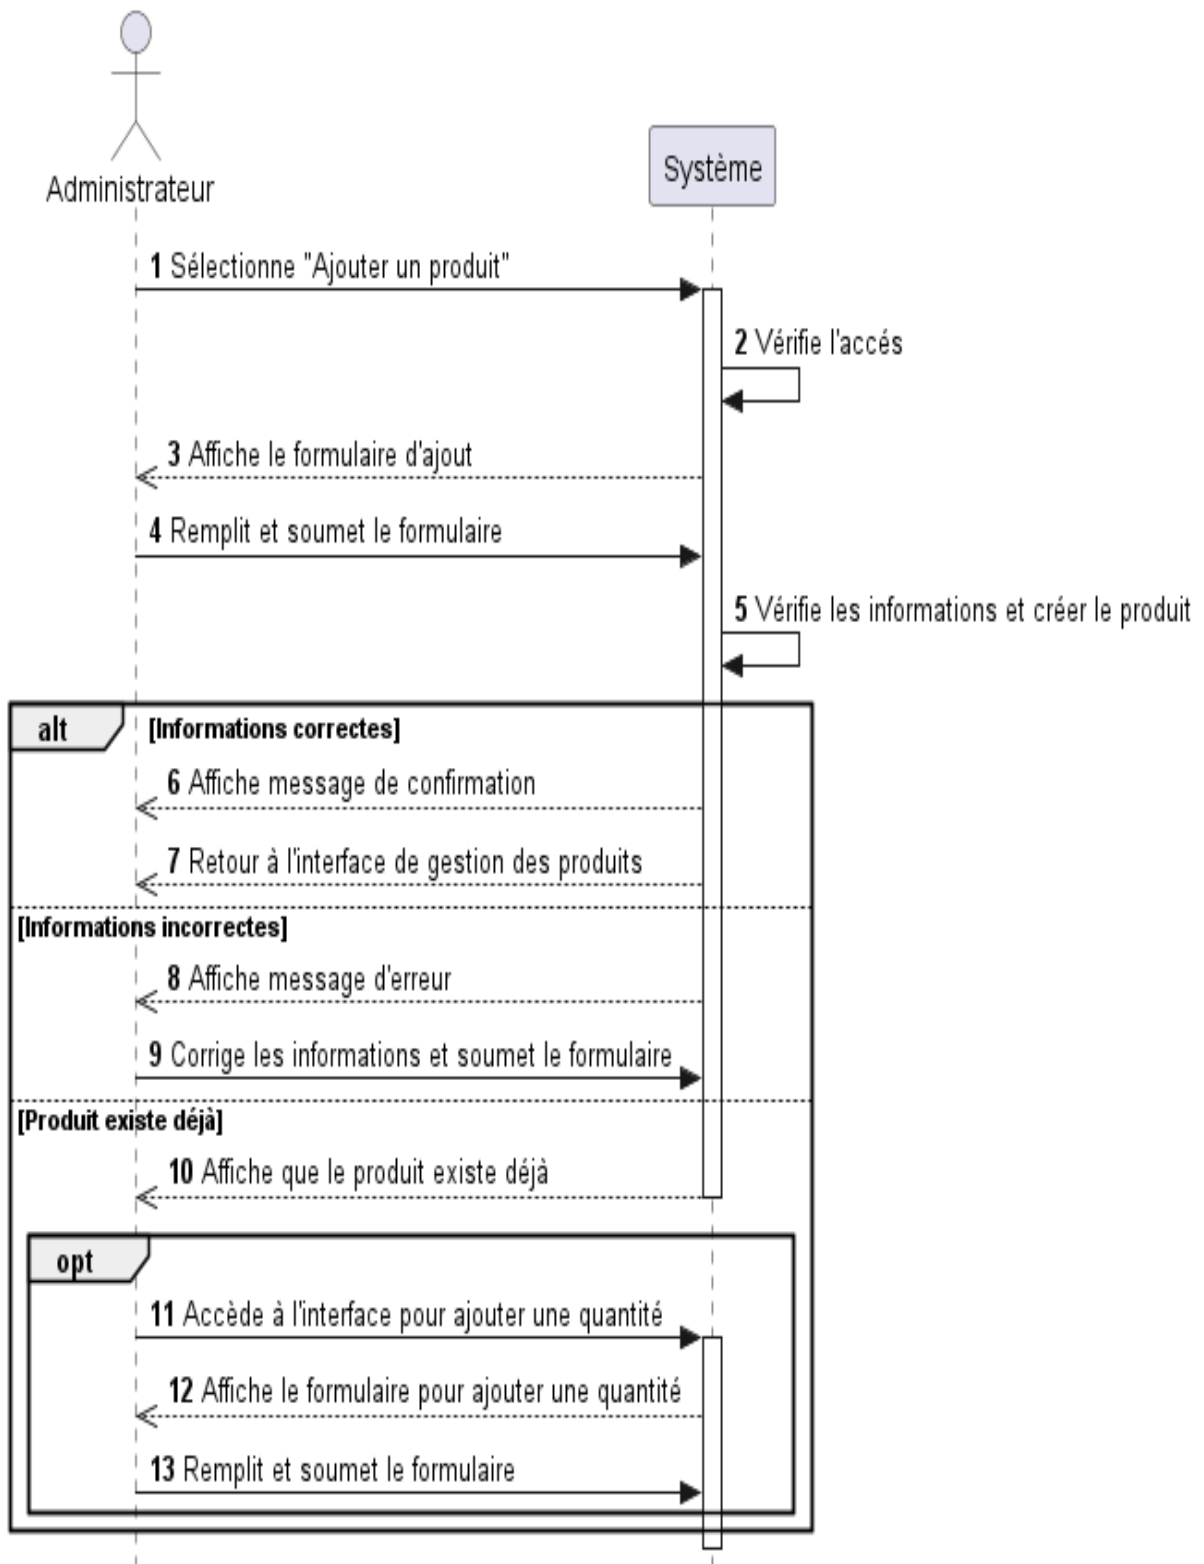 Administrateur
Système
1 Sélectionne "Ajouter un produit"
2 Vérifie l'accés
3 Affiche le formulaire d'ajout
4 Remplit et soumet le formulaire
5 Vérifie les informations et créer le produit
alt [Informations correctes]
6 Affiche message de confirmation
7 Retour à l'interface de gestion des produits
[Informations incorrectes]
8 Affiche message d'erreur
9 Corrige les informations et soumet le formulaire
[Produit existe déjà]
10 Affiche que le produit existe déjà
opt
11 Accède à l'interface pour ajouter une quantité
12 Affiche le formulaire pour ajouter une quantité
13 Remplit et soumet le formulaire